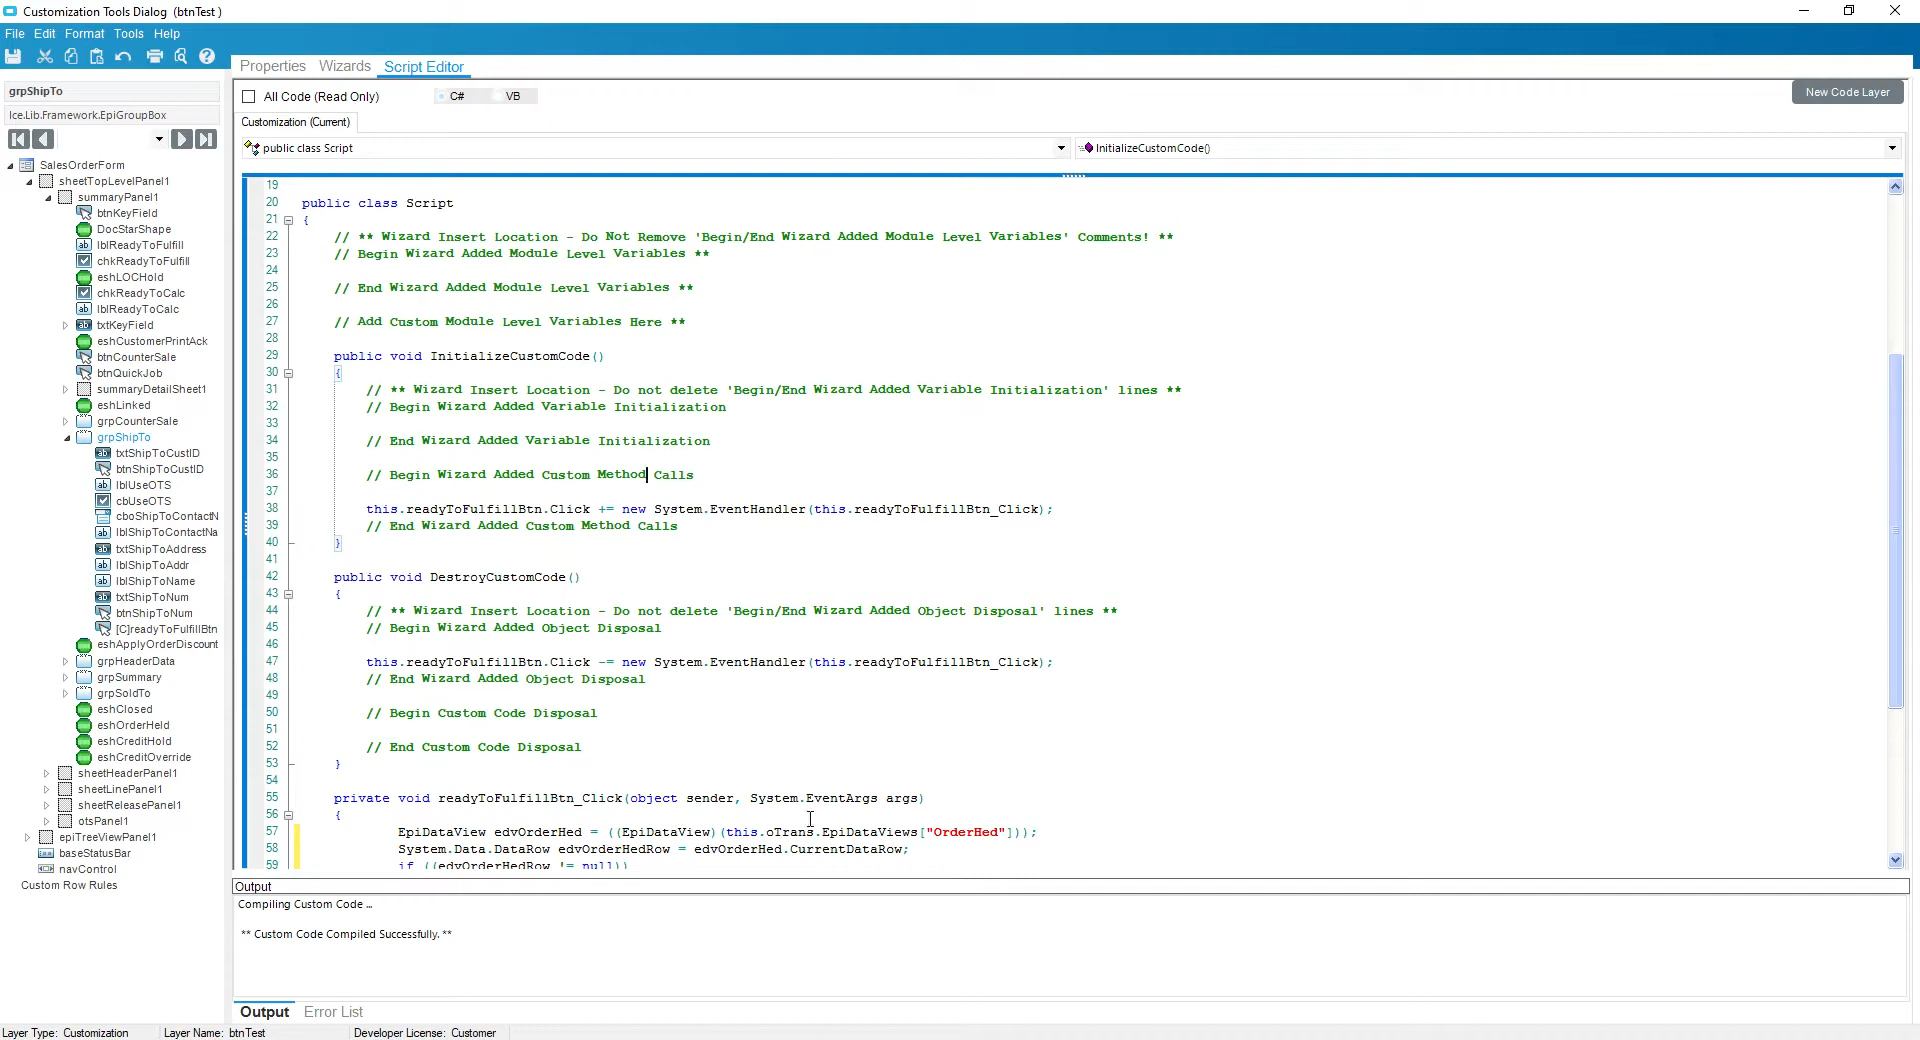 Customization Tools Dialog  (btnTest )
File Edit Format Tools Help
grpShipTo
Ice.Lib.Framework.EpiGroupBox
SalesOrderForm
sheetTopLevelPanel1
summaryPanel1
btnKeyField
DocStarShape
lblReadyToFulfill
chkReadyToFulfill
eshLOCHold
chkReadyToCalc
lblReadyToCalc
txtKeyField
eshCustomerPrintAck
btnCounterSale
btnQuickJob
summaryDetailSheet1
eshLinked
grpCounterSale
grpShipTo
txtShipToCustID
btnShipToCustID
lblUseOTS
cbUseOTS
cboShipToContactN
lblShipToContactNa
txtShipToAddress
lblShipToAddr
lblShipToName
txtShipToNum
btnShipToNum
[C]readyToFulfillBtn
eshApplyOrderDiscount
grpHeaderData
grpSummary
grpSoldTo
eshClosed
eshOrderHeld
eshCreditHold
eshCreditOverride
sheetHeaderPanel1
sheetLinePanel1
sheetReleasePanel1
otsPanel1
epiTreeViewPanel1
baseStatusBar
navControl
Custom Row Rules
Properties Wizards Script Editor
All Code (Read Only) C# VB
New Code Layer
Customization (Current)
public class Script InitializeCustomCode()
19
20 public class Script
21 {
22 // ** Wizard Insert Location - Do Not Remove 'Begin/End Wizard Added Module Level Variables' Comments! **
23 // Begin Wizard Added Module Level Variables **
24
25 // End Wizard Added Module Level Variables **
26
27 // Add Custom Module Level Variables Here **
28
29 public void InitializeCustomCode()
30 {
31 // ** Wizard Insert Location - Do not delete 'Begin/End Wizard Added Variable Initialization' lines **
32 // Begin Wizard Added Variable Initialization
33
34 // End Wizard Added Variable Initialization
35
36 // Begin Wizard Added Custom Method Calls
37
38 this.readyToFulfillBtn.Click += new System.EventHandler(this.readyToFulfillBtn_Click);
39 // End Wizard Added Custom Method Calls
40 }
41
42 public void DestroyCustomCode()
43 {
44 // ** Wizard Insert Location - Do not delete 'Begin/End Wizard Added Object Disposal' lines **
45 // Begin Wizard Added Object Disposal
46
47 this.readyToFulfillBtn.Click -= new System.EventHandler(this.readyToFulfillBtn_Click);
48 // End Wizard Added Object Disposal
49
50 // Begin Custom Code Disposal
51
52 // End Custom Code Disposal
53 }
54
55 private void readyToFulfillBtn_Click(object sender, System.EventArgs args)
56 {
57 EpiDataView edvOrderHed = ((EpiDataView)(this.oTrans.EpiDataViews["OrderHed"]));
58 System.Data.DataRow edvOrderHedRow = edvOrderHed.CurrentDataRow;
59 if ((edvOrderHedRow != null))
Output
Compiling Custom Code ...
** Custom Code Compiled Successfully. **
Output Error List
Layer Type: Customization Layer Name: btnTest Developer License: Customer